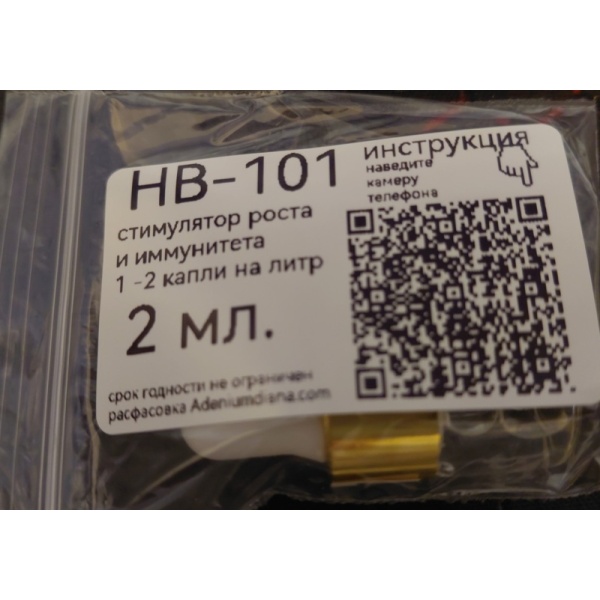 HB-101
стимулятор роста
и иммунитета
1 -2 капли на литр
2 мл.
срок годности не ограничен
расфасовка Adeniumdiana.com
инструкция
наведите
камеру
телефона